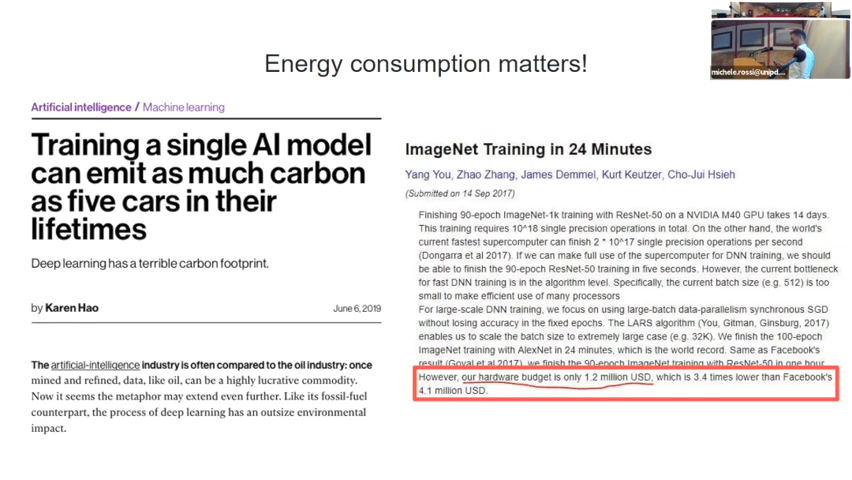 Energy consumption matters!
michele.rossi@unipd....
Artificial intelligence / Machine learning
Training a single AI model
can emit as much carbon
as five cars in their
lifetimes
Deep learning has a terrible carbon footprint.
by Karen Hao June 6, 2019
The artificial-intelligence industry is often compared to the oil industry: once
mined and refined, data, like oil, can be a highly lucrative commodity.
Now it seems the metaphor may extend even further. Like its fossil-fuel
counterpart, the process of deep learning has an outsize environmental
impact.
ImageNet Training in 24 Minutes
Yang You, Zhao Zhang, James Demmel, Kurt Keutzer, Cho-Jui Hsieh
(Submitted on 14 Sep 2017)
Finishing 90-epoch ImageNet-1k training with ResNet-50 on a NVIDIA M40 GPU takes 14 days.
This training requires 10^18 single precision operations in total. On the other hand, the world's
current fastest supercomputer can finish 2 * 10^17 single precision operations per second
(Dongarra et al 2017). If we can make full use of the supercomputer for DNN training, we should
be able to finish the 90-epoch ResNet-50 training in five seconds. However, the current bottleneck
for fast DNN training is in the algorithm level. Specifically, the current batch size (e.g. 512) is too
small to make efficient use of many processors
For large-scale DNN training, we focus on using large-batch data-parallelism synchronous SGD
without losing accuracy in the fixed epochs. The LARS algorithm (You, Gitman, Ginsburg, 2017)
enables us to scale the batch size to extremely large case (e.g. 32K). We finish the 100-epoch
ImageNet training with AlexNet in 24 minutes, which is the world record. Same as Facebook's
result (Goyal et al 2017), we finish the 90-epoch ImageNet training with ResNet-50 in one hour.
However, our hardware budget is only 1.2 million USD, which is 3.4 times lower than Facebook's
4.1 million USD.